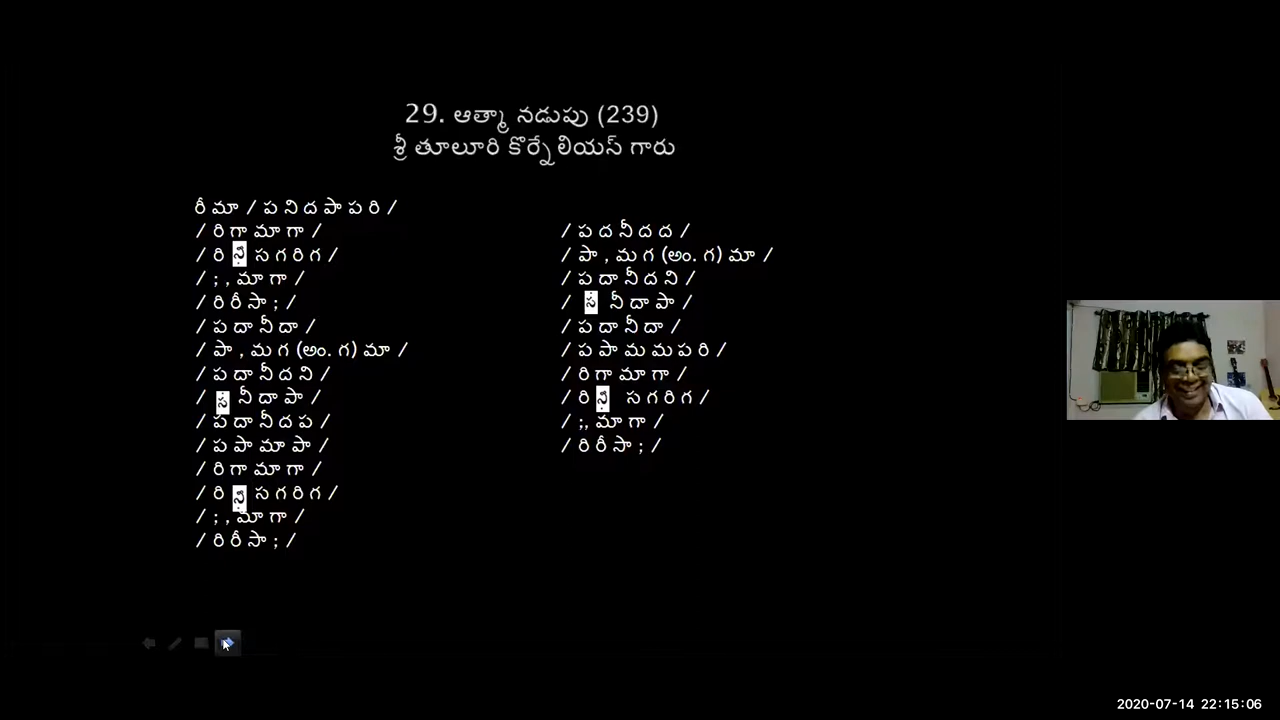 29. ఆత్మా నడుపు (239)
శ్రీ తూలూరి కొర్నేలియస్ గారు
రీ మా / ప ని ద పా ప రి /
/ రి గా మా గా /
/ రి ని స గ రి గ /
/ ; , మా గా /
/ రి రీ సా ; /
/ ప దా నీ దా /
/ పా , మ గ (అం. గ) మా /
/ ప దా నీ ద ని /
/ స నీ దా పా /
/ ప దా నీ ద ప /
/ ప పా మా పా /
/ రి గా మా గా /
/ రి ని స గ రి గ /
/ ; , మా గా /
/ రి రీ సా ; /
/ ప ద నీ ద ద /
/ పా , మ గ (అం. గ) మా /
/ ప దా నీ ద ని /
/ స నీ దా పా /
/ ప దా నీ దా /
/ ప పా మ మ ప రి /
/ రి గా మా గా /
/ రి ని స గ రి గ /
/ ;, మా గా /
/ రి రీ సా ; /
2020-07-14 22:15:06